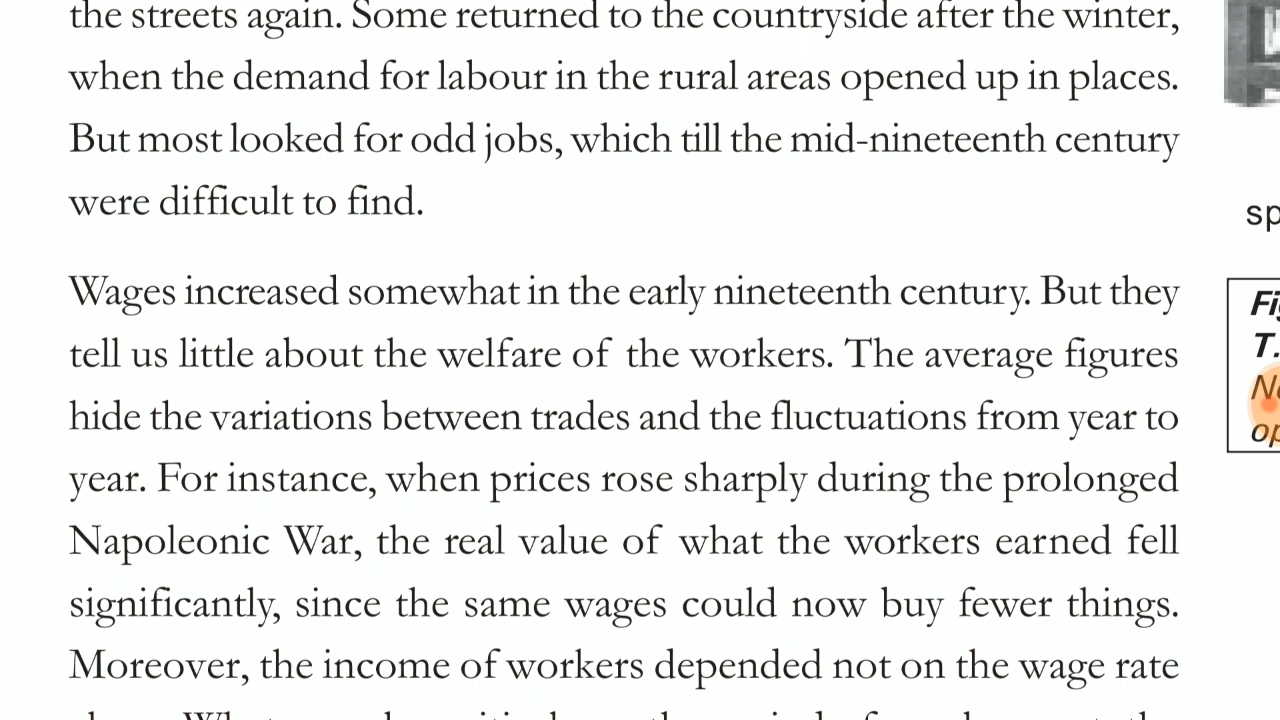 the streets again. Some returned to the countryside after the winter,
when the demand for labour in the rural areas opened up in places.
But most looked for odd jobs, which till the mid-nineteenth century
were difficult to find.
Wages increased somewhat in the early nineteenth century. But they
tell us little about the welfare of the workers. The average figures
hide the variations between trades and the fluctuations from year to
year. For instance, when prices rose sharply during the prolonged
Napoleonic War, the real value of what the workers earned fell
significantly, since the same wages could now buy fewer things.
Moreover, the income of workers depended not on the wage rate
T.